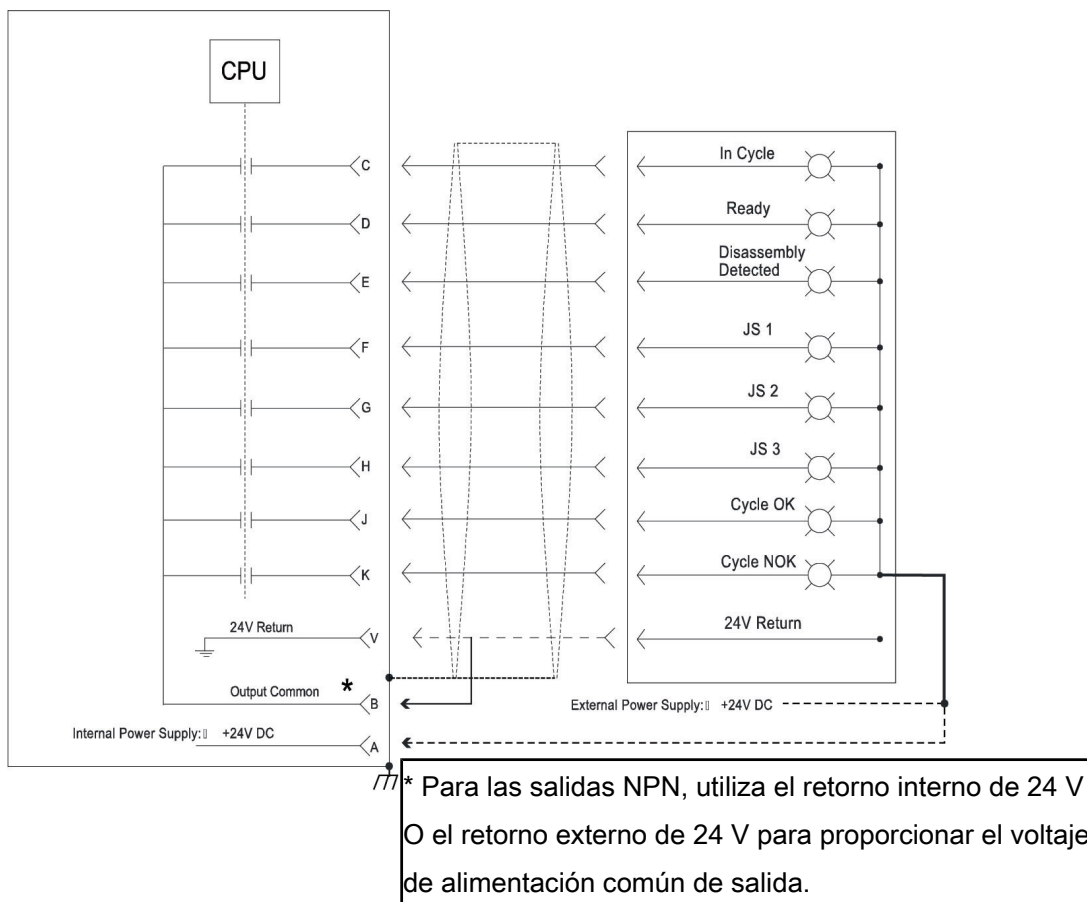 CPU
C
In Cycle
D
Ready
E
Disassembly
Detected
F
JS 1
G
JS 2
H
JS 3
J
Cycle OK
K
Cycle NOK
24V Return
V
24V Return
Output Common
*
B
External Power Supply:▯ +24V DC
Internal Power Supply:▯ +24V DC
A
* Para las salidas NPN, utiliza el retorno interno de 24 V
O el retorno externo de 24 V para proporcionar el voltaje
de alimentación común de salida.